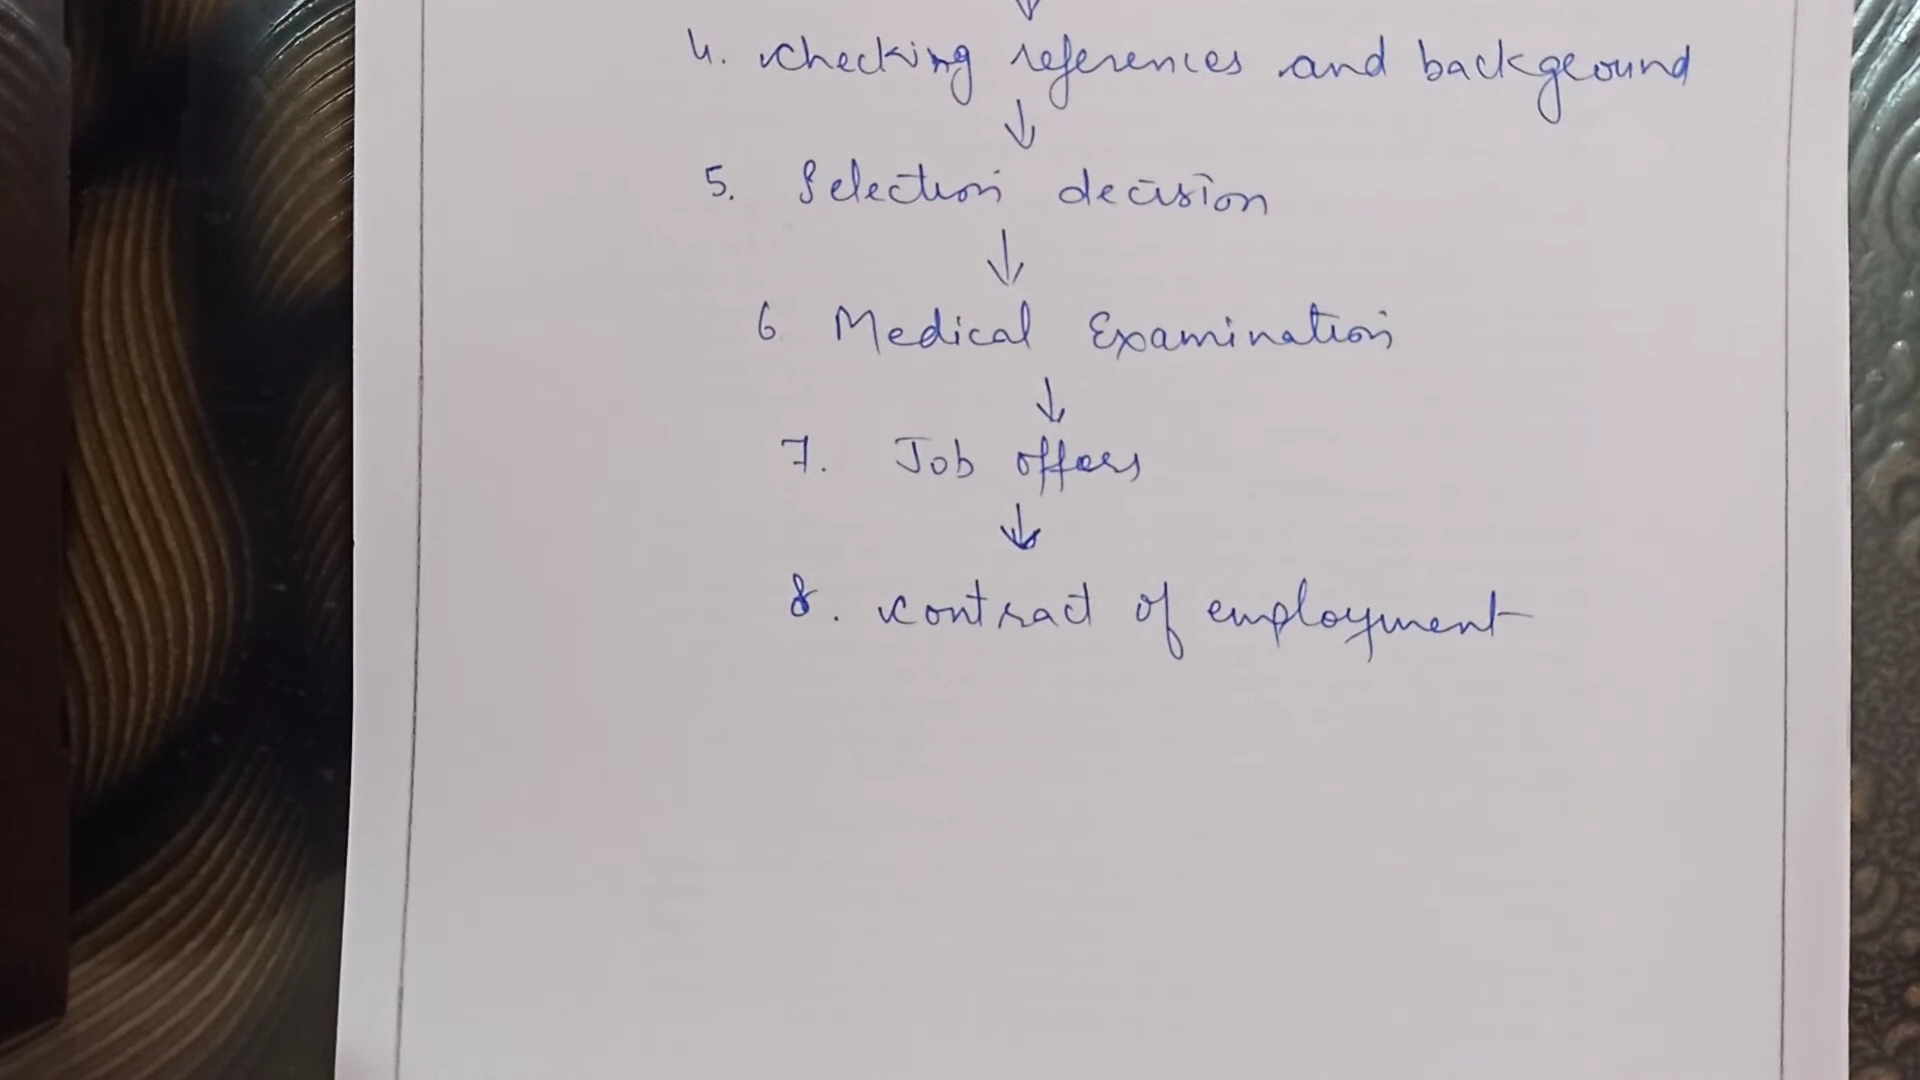 ↓
4. checking references and background
↓
5. Selection decision
↓
6 Medical Examination
↓
7. Job offers
↓
8. contract of employment